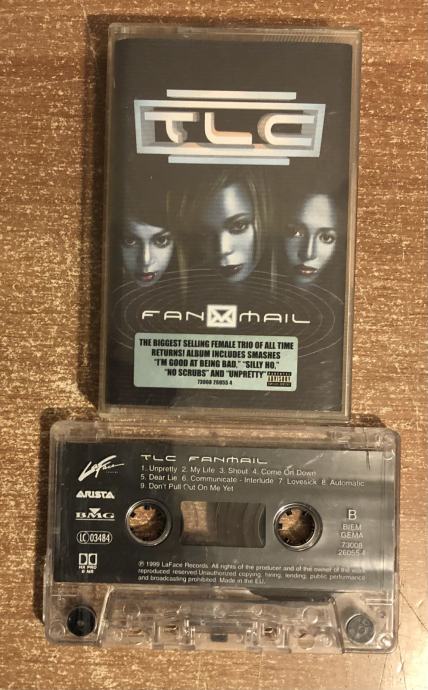 TLC
FANMAIL
THE BIGGEST SELLING FEMALE TRIO OF ALL TIME
RETURNS! ALBUM INCLUDES SMASHES
"I'M GOOD AT BEING BAD," "SILLY HO,"
"NO SCRUBS" AND "UNPRETTY"
73008 26055 4
PARENTAL
ADVISORY
LaFace
TLC FANMAIL
1. Unpretty 2. My Life 3. Shout 4. Come On Down
5. Dear Lie 6. Communicate - Interlude 7. Lovesick 8. Automatic
9. Don't Pull Out On Me Yet
ARISTA
BMG
LC 03484
HX PRO
B NR
B
BIEM
GEMA
73008
26055 4
℗ 1999 LaFace Records. All rights of the producer and of the owner of the work
reproduced reserved. Unauthorized copying, hiring, lending, public performance
and broadcasting prohibited. Made in the EU.